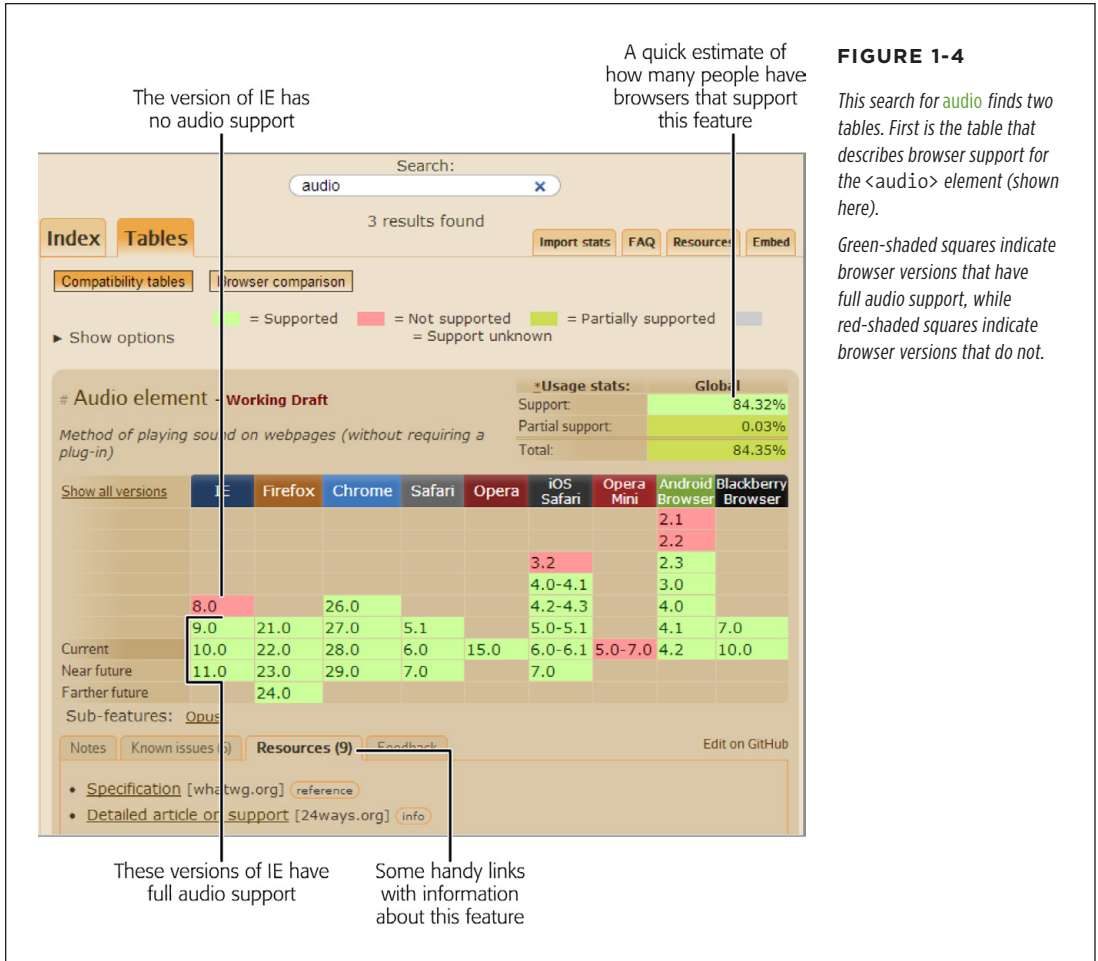 A quick estimate of
how many people have
browsers that support
this feature
The version of IE has
no audio support
FIGURE 1-4
This search for audio finds two
tables. First is the table that
describes browser support for
the <audio> element (shown
here).
Green-shaded squares indicate
browser versions that have
full audio support, while
red-shaded squares indicate
browser versions that do not.
Search:
audio ×
3 results found
Index Tables
Import stats FAQ Resources Embed
Compatibility tables Browser comparison
= Supported = Not supported = Partially supported
► Show options = Support unknown
# Audio element - Working Draft
Method of playing sound on webpages (without requiring a
plug-in)
*Usage stats: Global
Support: 84.32%
Partial support: 0.03%
Total: 84.35%
Show all versions IE Firefox Chrome Safari Opera iOS Safari Opera Mini Android Browser Blackberry Browser
2.1
2.2
3.2 2.3
4.0-4.1 3.0
8.0 26.0 4.2-4.3 4.0
9.0 21.0 27.0 5.1 5.0-5.1 4.1 7.0
Current 10.0 22.0 28.0 6.0 15.0 6.0-6.1 5.0-7.0 4.2 10.0
Near future 11.0 23.0 29.0 7.0 7.0
Farther future 24.0
Sub-features: Opus
Notes Known issues (6) Resources (9) Feedback Edit on GitHub
• Specification [whatwg.org] reference
• Detailed article on support [24ways.org] info
These versions of IE have
full audio support
Some handy links
with information
about this feature